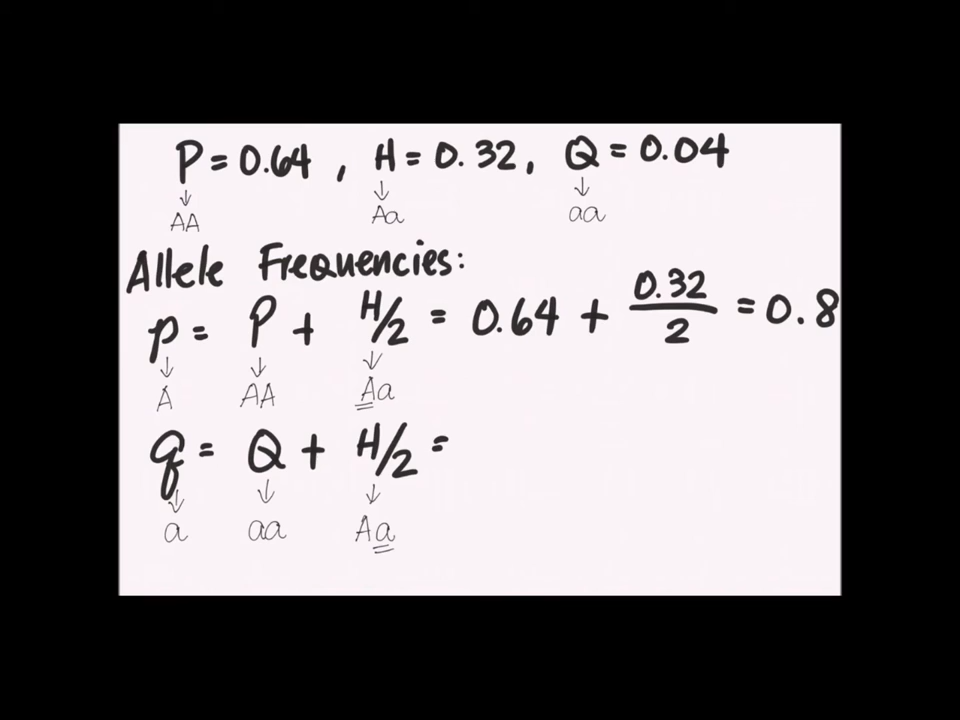 P = 0.64 , H = 0.32, Q = 0.04
↓ ↓ ↓
AA Aa aa
Allele Frequencies:
p = P + H/2 = 0.64 + 0.32/2 = 0.8
↓ ↓ ↓
A AA Aa
q = Q + H/2 =
↓ ↓ ↓
a aa Aa